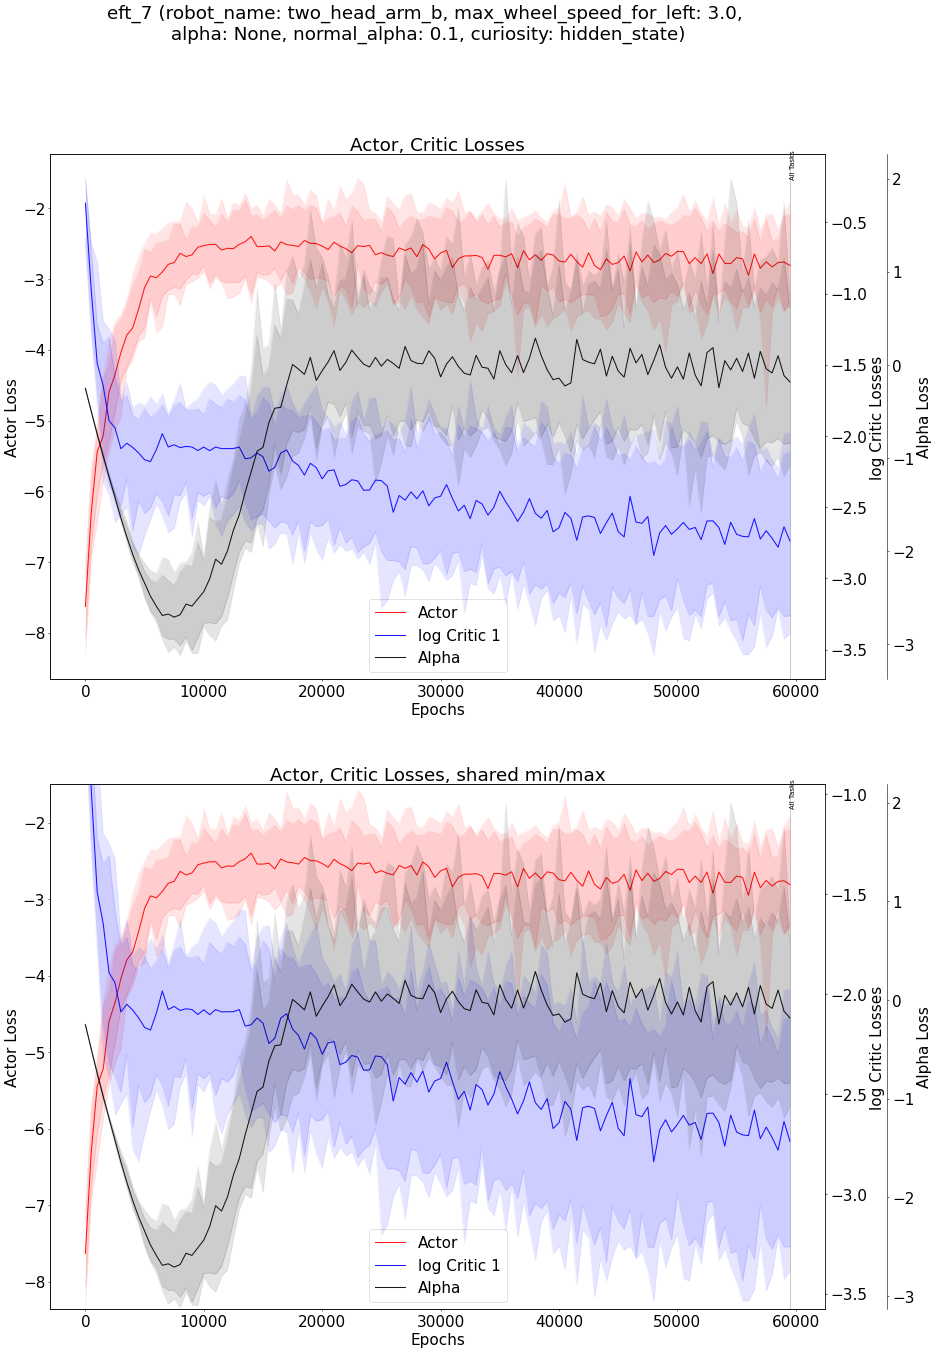 eft_7 (robot_name: two_head_arm_b, max_wheel_speed_for_left: 3.0,
alpha: None, normal_alpha: 0.1, curiosity: hidden_state)
Actor, Critic Losses
All Tasks
−2
−3
−4
−5
−6
−7
−8
Actor Loss
−0.5
−1.0
−1.5
−2.0
−2.5
−3.0
−3.5
log Critic Losses
2
1
0
−1
−2
−3
Alpha Loss
Actor
log Critic 1
Alpha
0 10000 20000 30000 40000 50000 60000
Epochs
Actor, Critic Losses, shared min/max
All Tasks
−2
−3
−4
−5
−6
−7
−8
Actor Loss
−1.0
−1.5
−2.0
−2.5
−3.0
−3.5
log Critic Losses
2
1
0
−1
−2
−3
Alpha Loss
Actor
log Critic 1
Alpha
0 10000 20000 30000 40000 50000 60000
Epochs